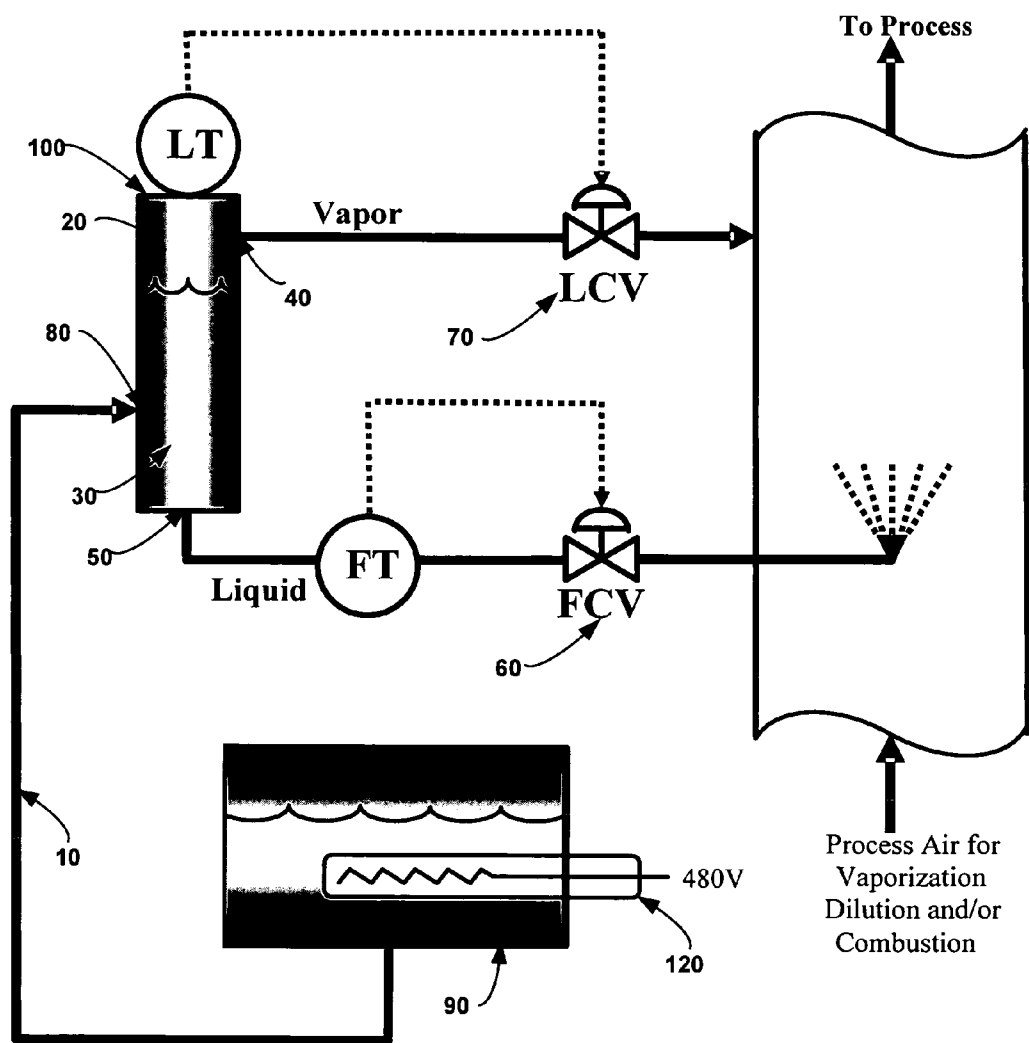 To Process
LT
100
20
Vapor
40
LCV
70
80
30
50
Liquid
FT
FCV
60
10
480V
Process Air for
Vaporization
Dilution and/or
Combustion
120
90